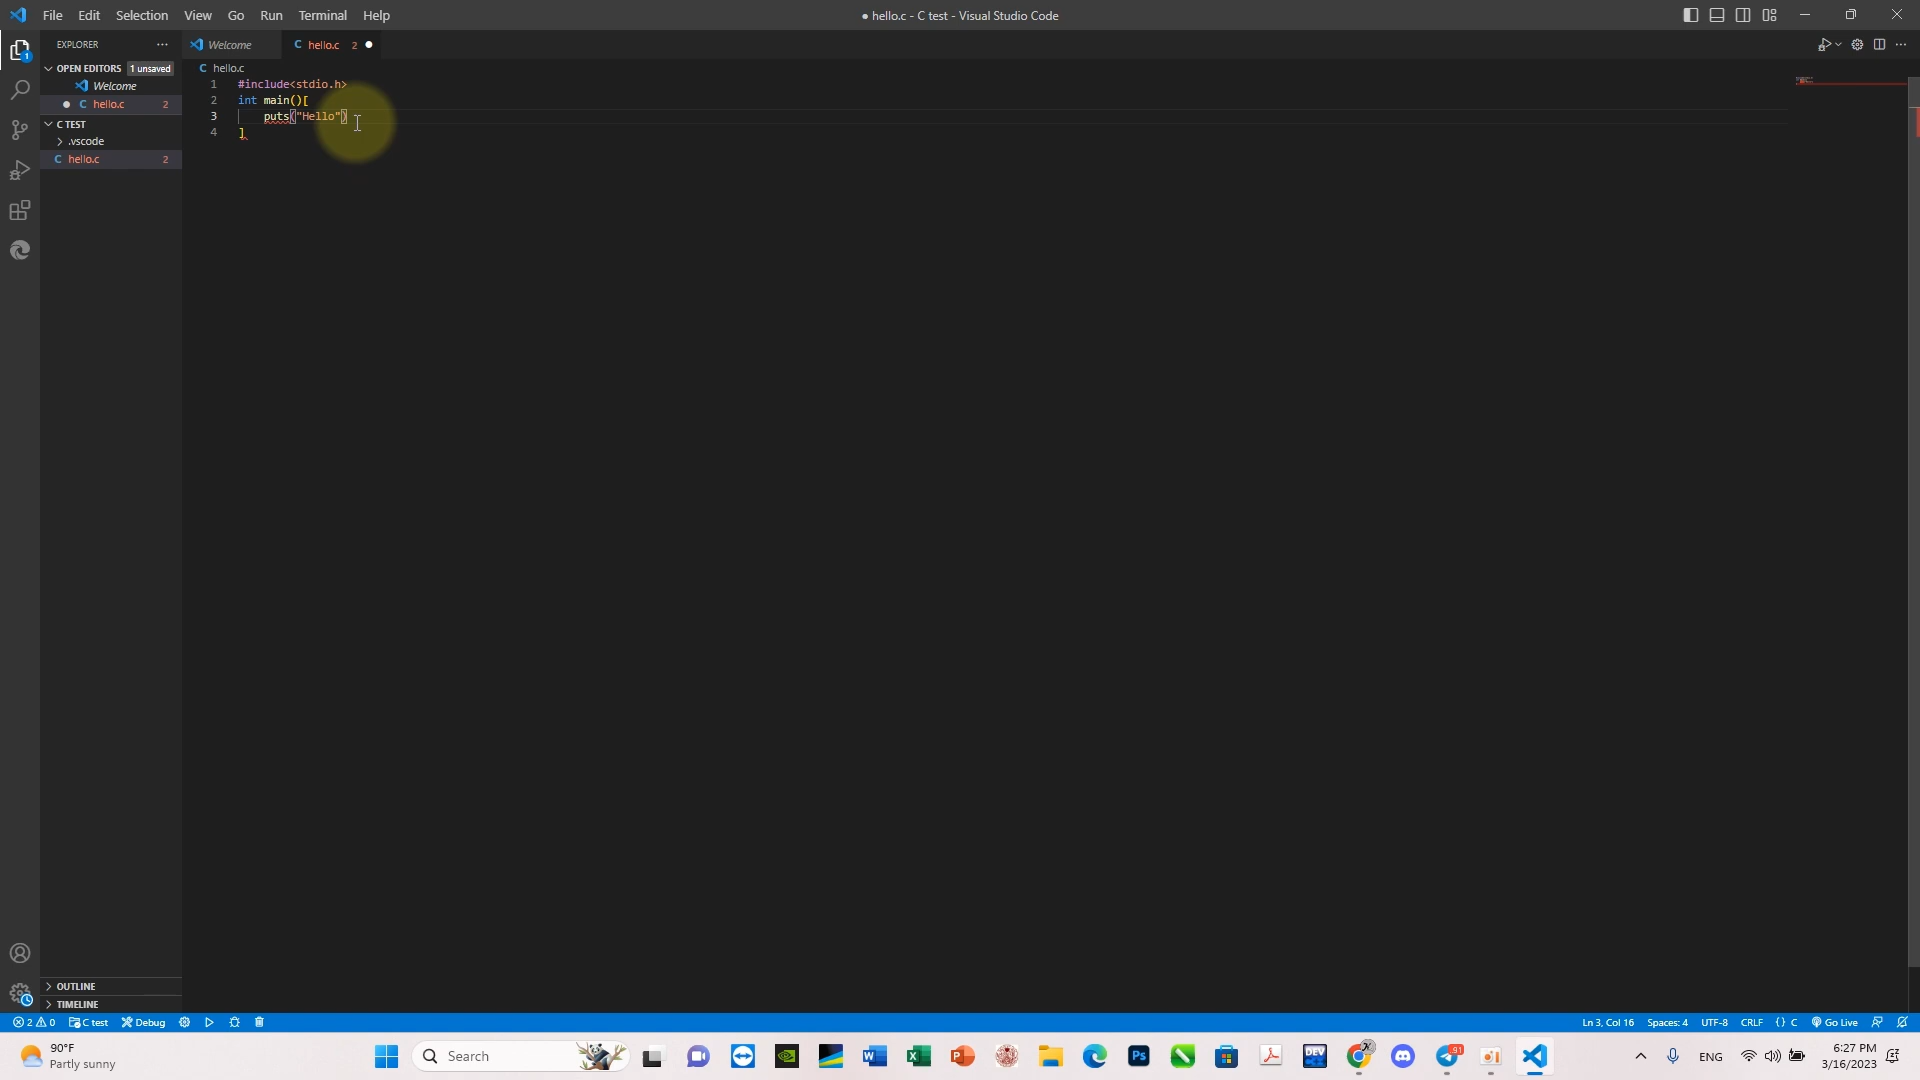 File Edit Selection View Go Run Terminal Help
● hello.c - C test - Visual Studio Code
EXPLORER
Welcome
hello.c 2
OPEN EDITORS 1 unsaved
Welcome
hello.c 2
C TEST
.vscode
C hello.c 2
C hello.c
1 #include<stdio.h>
2 int main()[
3 puts("Hello")
4 ]
OUTLINE
TIMELINE
2 0 C test Debug
Ln 3, Col 16 Spaces: 4 UTF-8 CRLF {} C Go Live
90°F
Partly sunny
Search
ENG
6:27 PM
3/16/2023